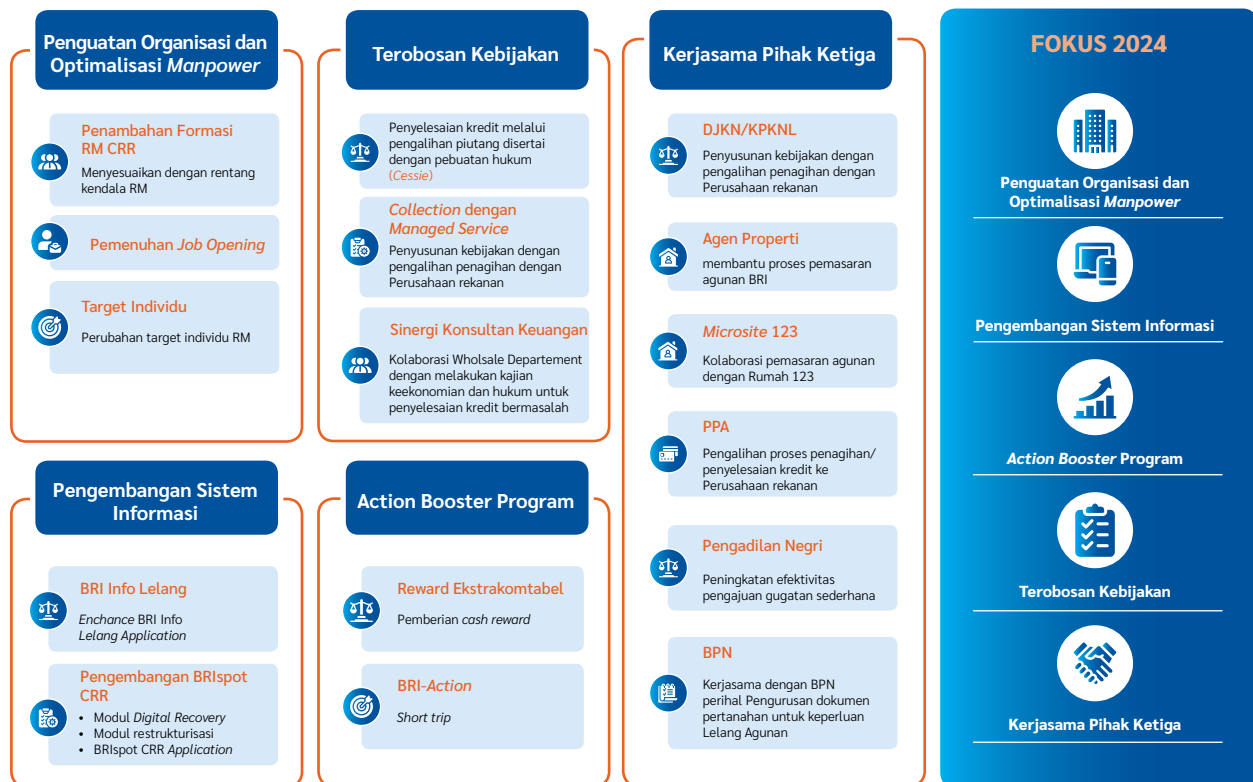 Penguatan Organisasi dan
Optimalisasi Manpower
Penambahan Formasi
RM CRR
Menyesuaikan dengan rentang
kendala RM
Pemenuhan Job Opening
Target Individu
Perubahan target individu RM
Terobosan Kebijakan
Penyelesaian kredit melalui
pengalihan piutang disertai
dengan pebuatan hukum
(Cessie)
Collection dengan
Managed Service
Penyusunan kebijakan dengan
pengalihan penagihan dengan
Perusahaan rekanan
Sinergi Konsultan Keuangan
Kolaborasi Wholsale Departement
dengan melakukan kajian
keekonomian dan hukum untuk
penyelesaian kredit bermasalah
Kerjasama Pihak Ketiga
DJKN/KPKNL
Penyusunan kebijakan dengan
pengalihan penagihan dengan
Perusahaan rekanan
Agen Properti
membantu proses pemasaran
agunan BRI
Microsite 123
Kolaborasi pemasaran agunan
dengan Rumah 123
PPA
Pengalihan proses penagihan/
penyelesaian kredit ke
Perusahaan rekanan
Pengadilan Negri
Peningkatan efektivitas
pengajuan gugatan sederhana
BPN
Kerjasama dengan BPN
perihal Pengurusan dokumen
pertanahan untuk keperluan
Lelang Agunan
Pengembangan Sistem
Informasi
BRI Info Lelang
Enchance BRI Info
Lelang Application
Pengembangan BRIspot
CRR
• Modul Digital Recovery
• Modul restrukturisasi
• BRIspot CRR Application
Action Booster Program
Reward Ekstrakomtabel
Pemberian cash reward
BRI-Action
Short trip
FOKUS 2024
Penguatan Organisasi dan
Optimalisasi Manpower
Pengembangan Sistem Informasi
Action Booster Program
Terobosan Kebijakan
Kerjasama Pihak Ketiga